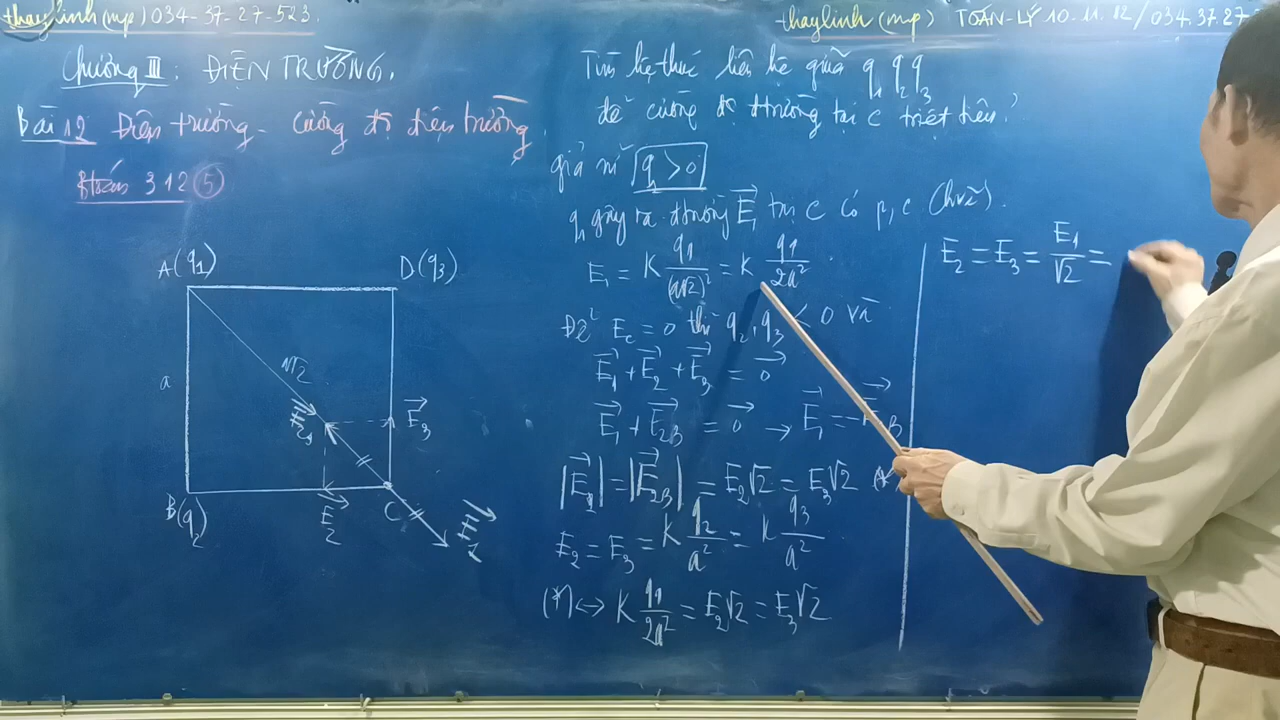 thaylinh (mp) 034-37-27-523.
thaylinh (mp) TOÁN-LÝ 10.11.12/034.37.27
Chương III: ĐIỆN TRƯỜNG.
Bài 12 Điện trường - Cường độ điện trường.
312 (5)
A(q1)
D(q3)
a
a√2
E3
B(q2)
E2
C
E1
Tìm hệ thức liên hệ giữa q1 q2 q3
để cường độ đ trường tại C triệt tiêu?
giả sử q1 > 0
q1 gây ra đ trường E1 tại C có p, c (hvẽ).
E1 = K q1/(a√2)² = K q1/2a²
Để Ec = 0 thì q2, q3 < 0 và
E1 + E2 + E3 = 0
E1 + E23 = 0 → E1 = -E23
|E1| = |E23| = E2√2 = E3√2 (*)
E2 = E3 = K q2/a² = K q3/a²
(*) ↔ K q1/2a² = E2√2 = E3√2
E2 = E3 = E1/√2 =